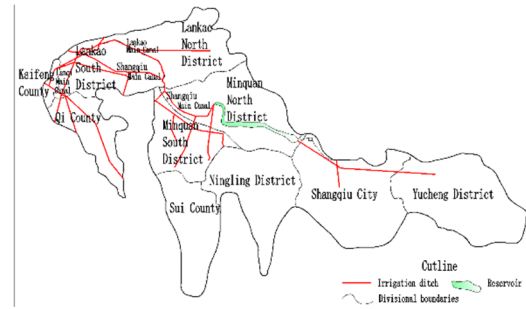 Lankao
North
District
Lankao
Main Canal
Lankao
South
District
Shangqiu
Main Canal
Kaifeng
County
Main
Canal
Qi County
Minquan
North
District
Shangqiu
Main Canal
Minquan
South
District
Ningling District
Sui County
Shangqiu City
Yucheng District
Cutline
Irrigation ditch
Reservoir
Divisional boundaries